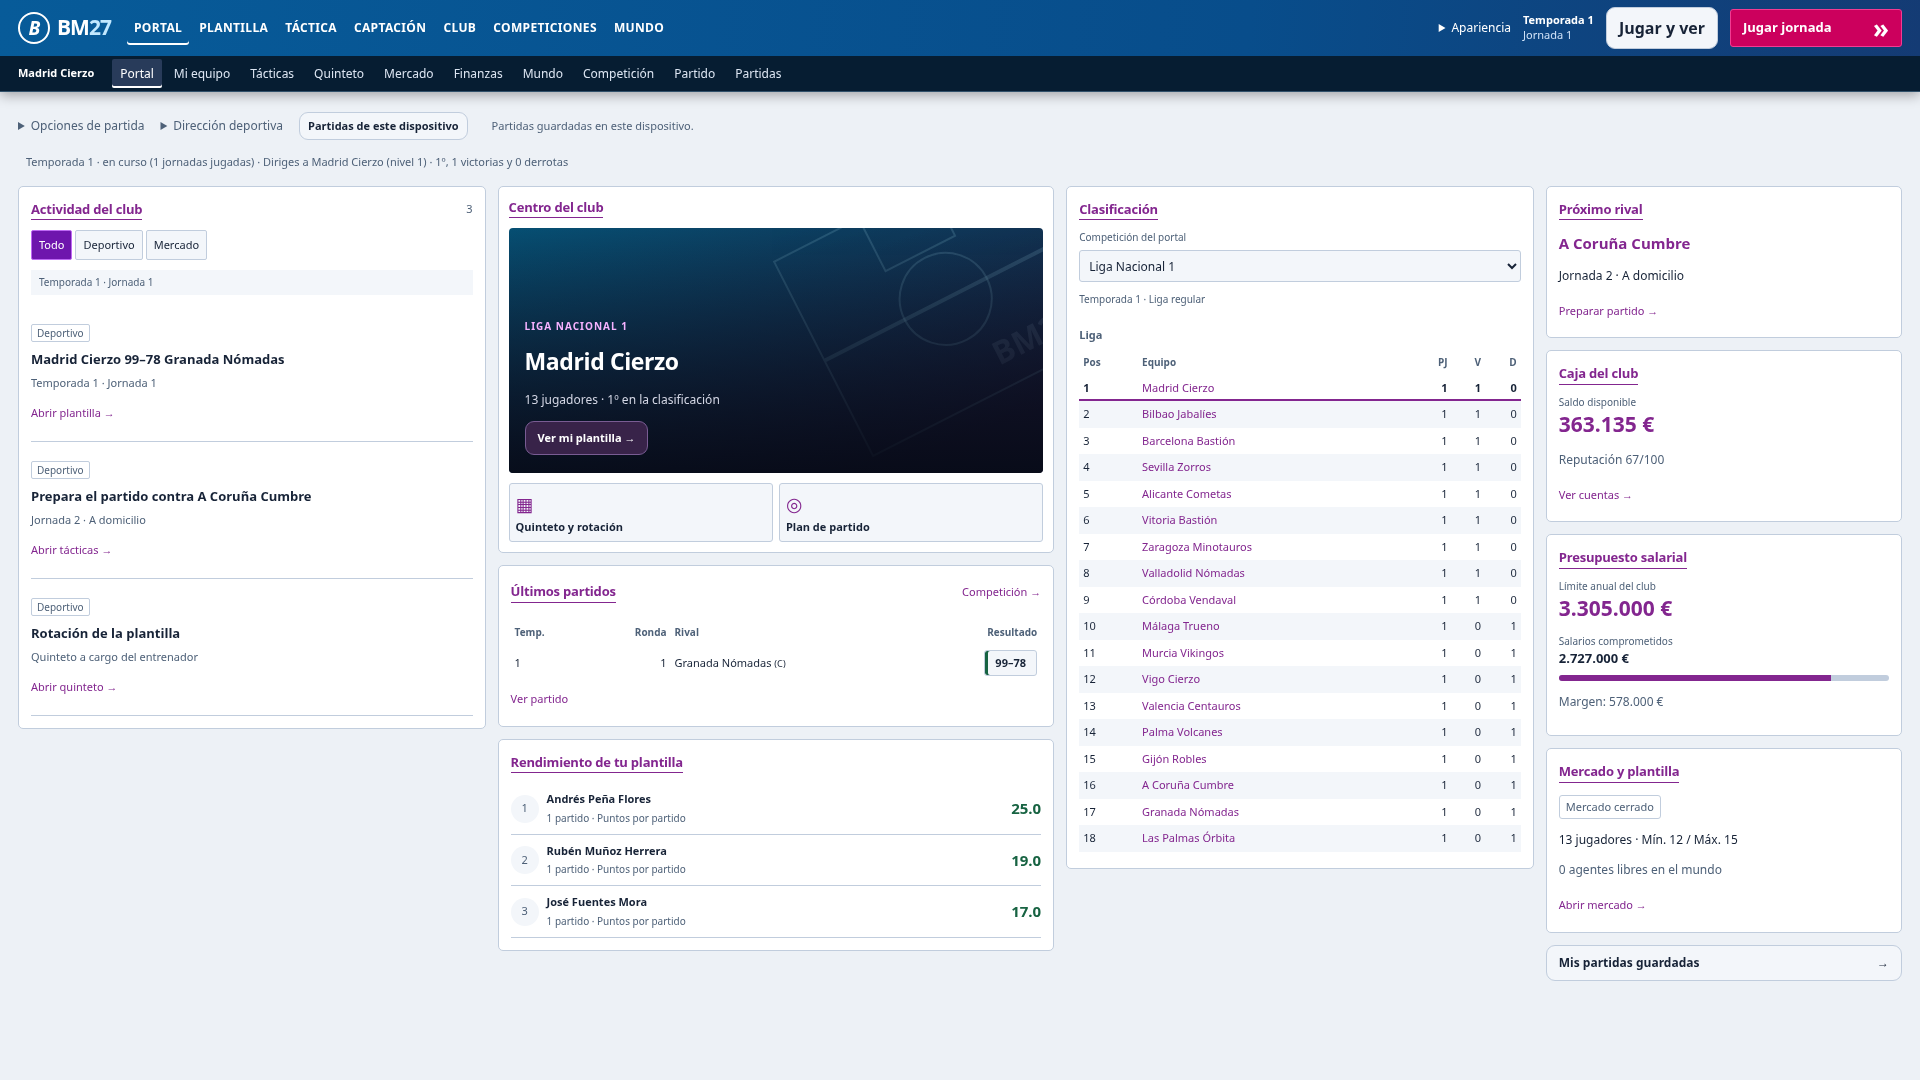 B BM27 PORTAL PLANTILLA TÁCTICA CAPTACIÓN CLUB COMPETICIONES MUNDO
▶ Apariencia
Temporada 1
Jornada 1
Jugar y ver
Jugar jornada »
Madrid Cierzo Portal Mi equipo Tácticas Quinteto Mercado Finanzas Mundo Competición Partido Partidas
▶ Opciones de partida ▶ Dirección deportiva Partidas de este dispositivo Partidas guardadas en este dispositivo.
Temporada 1 · en curso (1 jornadas jugadas) · Diriges a Madrid Cierzo (nivel 1) · 1º, 1 victorias y 0 derrotas
Actividad del club 3
Todo Deportivo Mercado
Temporada 1 · Jornada 1
Deportivo
Madrid Cierzo 99–78 Granada Nómadas
Temporada 1 · Jornada 1
Abrir plantilla →
Deportivo
Prepara el partido contra A Coruña Cumbre
Jornada 2 · A domicilio
Abrir tácticas →
Deportivo
Rotación de la plantilla
Quinteto a cargo del entrenador
Abrir quinteto →
Centro del club
LIGA NACIONAL 1
Madrid Cierzo
13 jugadores · 1º en la clasificación
Ver mi plantilla →
Quinteto y rotación
Plan de partido
Últimos partidos Competición →
Temp. Ronda Rival Resultado
1 1 Granada Nómadas (C) 99–78
Ver partido
Rendimiento de tu plantilla
1 Andrés Peña Flores 25.0
1 partido · Puntos por partido
2 Rubén Muñoz Herrera 19.0
1 partido · Puntos por partido
3 José Fuentes Mora 17.0
1 partido · Puntos por partido
Clasificación
Competición del portal
Liga Nacional 1
Temporada 1 · Liga regular
Liga
Pos Equipo PJ V D
1 Madrid Cierzo 1 1 0
2 Bilbao Jabalíes 1 1 0
3 Barcelona Bastión 1 1 0
4 Sevilla Zorros 1 1 0
5 Alicante Cometas 1 1 0
6 Vitoria Bastión 1 1 0
7 Zaragoza Minotauros 1 1 0
8 Valladolid Nómadas 1 1 0
9 Córdoba Vendaval 1 1 0
10 Málaga Trueno 1 0 1
11 Murcia Vikingos 1 0 1
12 Vigo Cierzo 1 0 1
13 Valencia Centauros 1 0 1
14 Palma Volcanes 1 0 1
15 Gijón Robles 1 0 1
16 A Coruña Cumbre 1 0 1
17 Granada Nómadas 1 0 1
18 Las Palmas Órbita 1 0 1
Próximo rival
A Coruña Cumbre
Jornada 2 · A domicilio
Preparar partido →
Caja del club
Saldo disponible
363.135 €
Reputación 67/100
Ver cuentas →
Presupuesto salarial
Límite anual del club
3.305.000 €
Salarios comprometidos
2.727.000 €
Margen: 578.000 €
Mercado y plantilla
Mercado cerrado
13 jugadores · Mín. 12 / Máx. 15
0 agentes libres en el mundo
Abrir mercado →
Mis partidas guardadas →